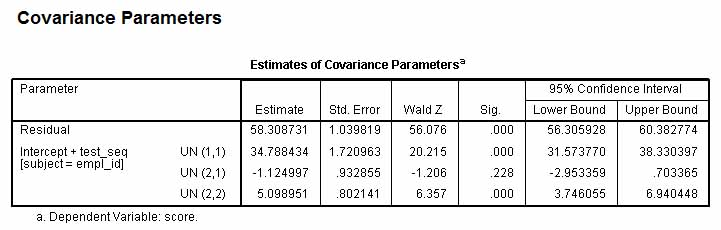 Covariance Parameters
Estimates of Covariance Parametersa
Parameter Estimate Std. Error Wald Z Sig. 95% Confidence Interval
Lower Bound Upper Bound
Residual 58.308731 1.039819 56.076 .000 56.305928 60.382774
Intercept + test_seq [subject = empl_id] UN (1,1) 34.788434 1.720963 20.215 .000 31.573770 38.330397
UN (2,1) -1.124997 .932855 -1.206 .228 -2.953359 .703365
UN (2,2) 5.098951 .802141 6.357 .000 3.746055 6.940448
a. Dependent Variable: score.